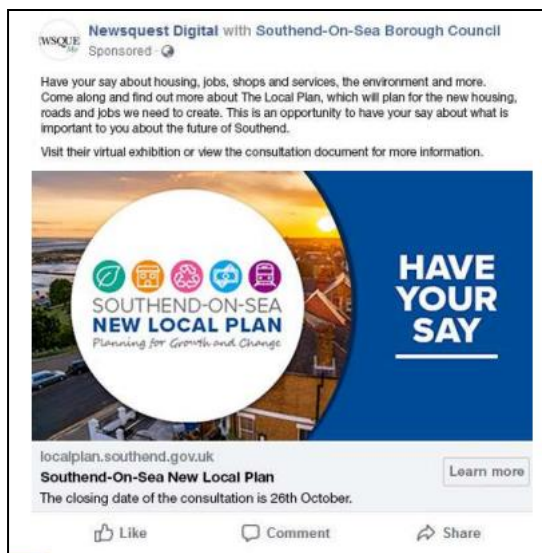 Newsquest Digital with Southend-On-Sea Borough Council
WSQUE
Sponsored ·
Have your say about housing, jobs, shops and services, the environment and more.
Come along and find out more about The Local Plan, which will plan for the new housing,
roads and jobs we need to create. This is an opportunity to have your say about what is
important to you about the future of Southend.
Visit their virtual exhibition or view the consultation document for more information.
SOUTHEND-ON-SEA
NEW LOCAL PLAN
Planning for Growth and Change
HAVE
YOUR
SAY
localplan.southend.gov.uk
Southend-On-Sea New Local Plan
Learn more
The closing date of the consultation is 26th October.
Like
Comment
Share